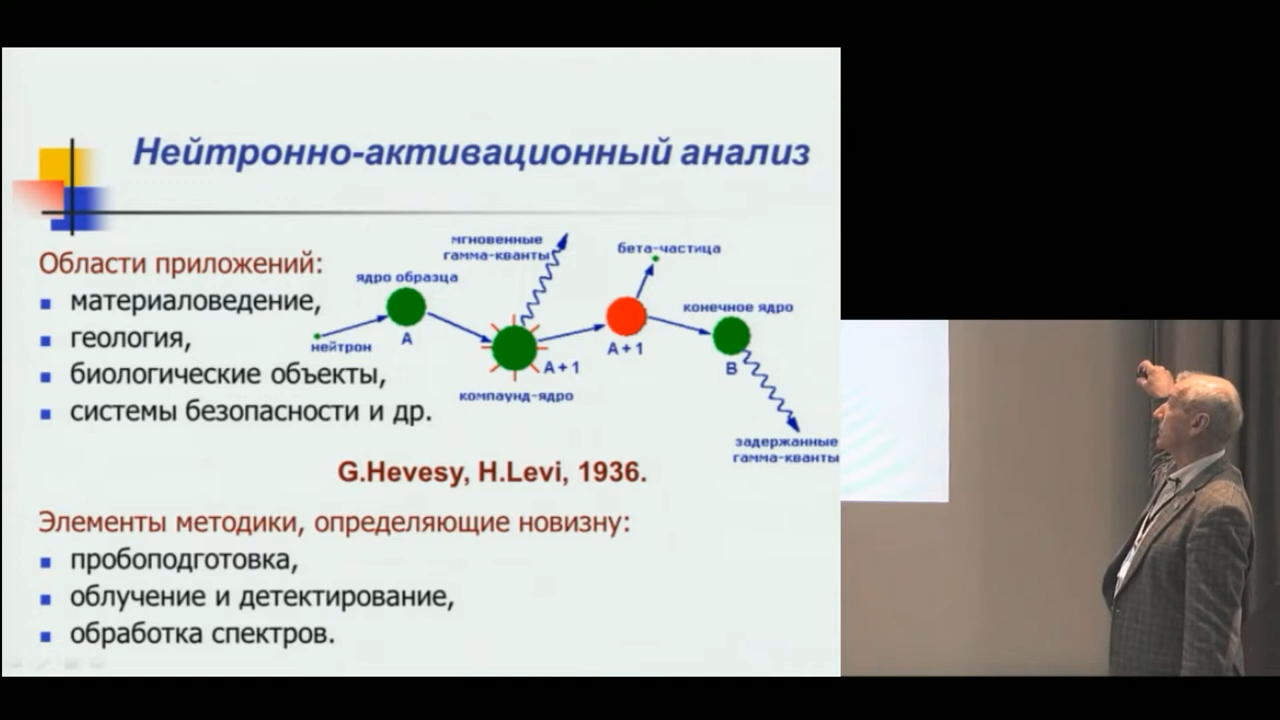 Нейтронно-активационный анализ
Области приложений:
материаловедение,
геология,
биологические объекты,
системы безопасности и др.
мгновенные
гамма-кванты
бета-частица
ядро образца
конечное ядро
нейтрон
A
A+1
A+1
B
компаунд-ядро
задержанные
гамма-кванты
G.Hevesy, H.Levi, 1936.
Элементы методики, определяющие новизну:
пробоподготовка,
облучение и детектирование,
обработка спектров.